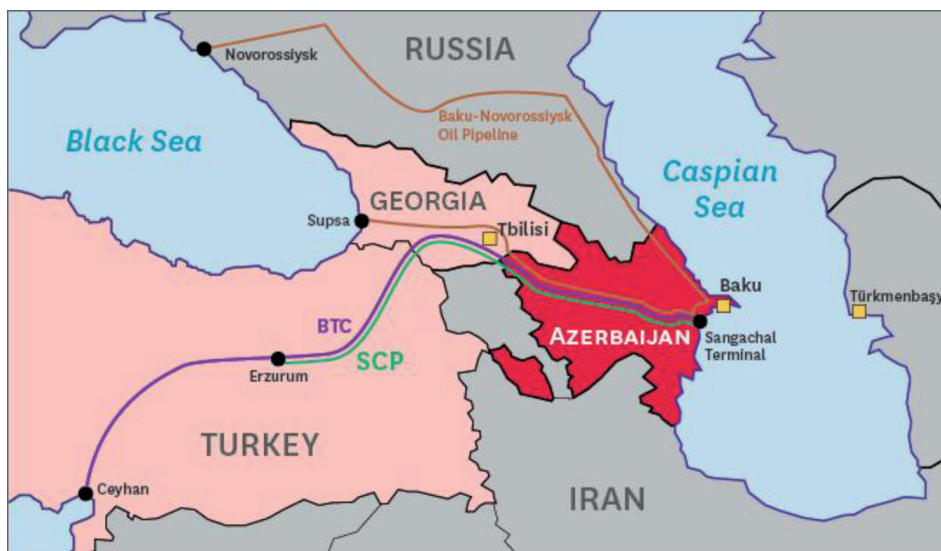 RUSSIA
Novorossiysk
Baku-Novorossiysk
Oil Pipeline
Black Sea
Caspian
Sea
GEORGIA
Supsa
Tbilisi
Baku
Türkmenbaşy
BTC
AZERBAIJAN
Sangachal
Terminal
SCP
Erzurum
TURKEY
Ceyhan
IRAN